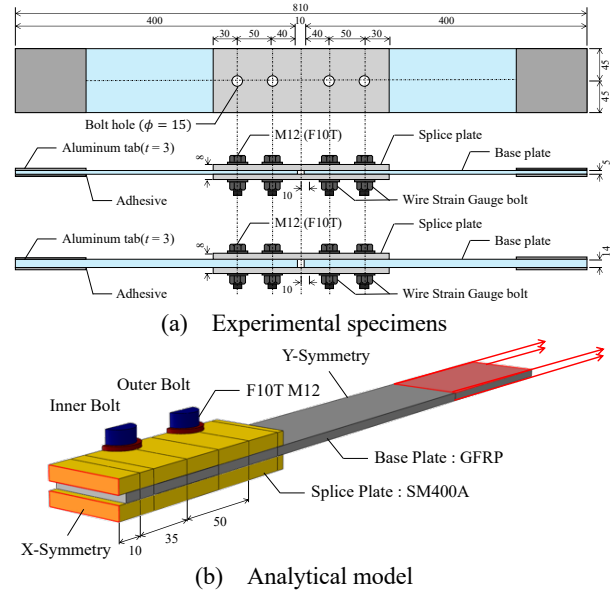 810
400 10 400
30 50 40 40 50 30
45
45
Bolt hole (ϕ = 15)
M12 (F10T)
Aluminum tab(t = 3)
Splice plate
Base plate
8
5
10
Adhesive
Wire Strain Gauge bolt
M12 (F10T)
Aluminum tab(t = 3)
Splice plate
Base plate
8
14
10
Adhesive
Wire Strain Gauge bolt
(a) Experimental specimens
Y-Symmetry
Outer Bolt
Inner Bolt
F10T M12
Base Plate : GFRP
Splice Plate : SM400A
50
35
10
X-Symmetry
(b) Analytical model